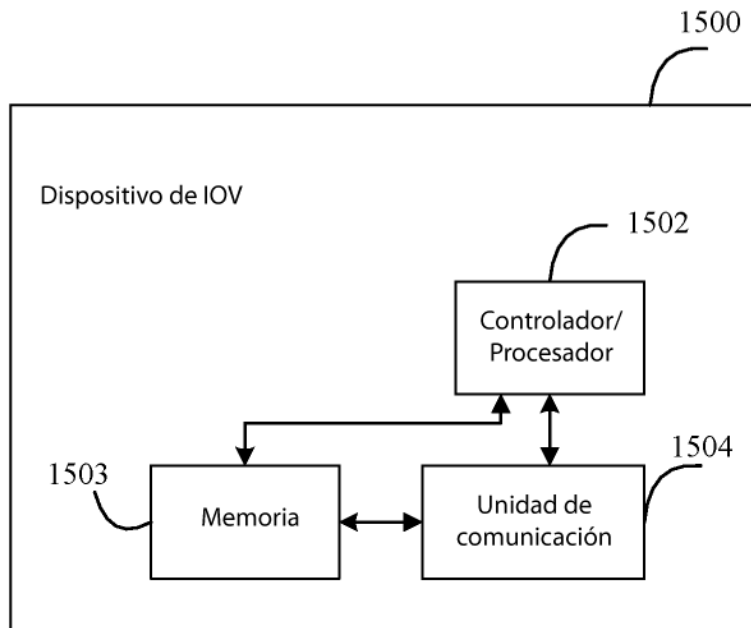 1500
Dispositivo de IOV
1502
Controlador/
Procesador
1503
Memoria
1504
Unidad de
comunicación